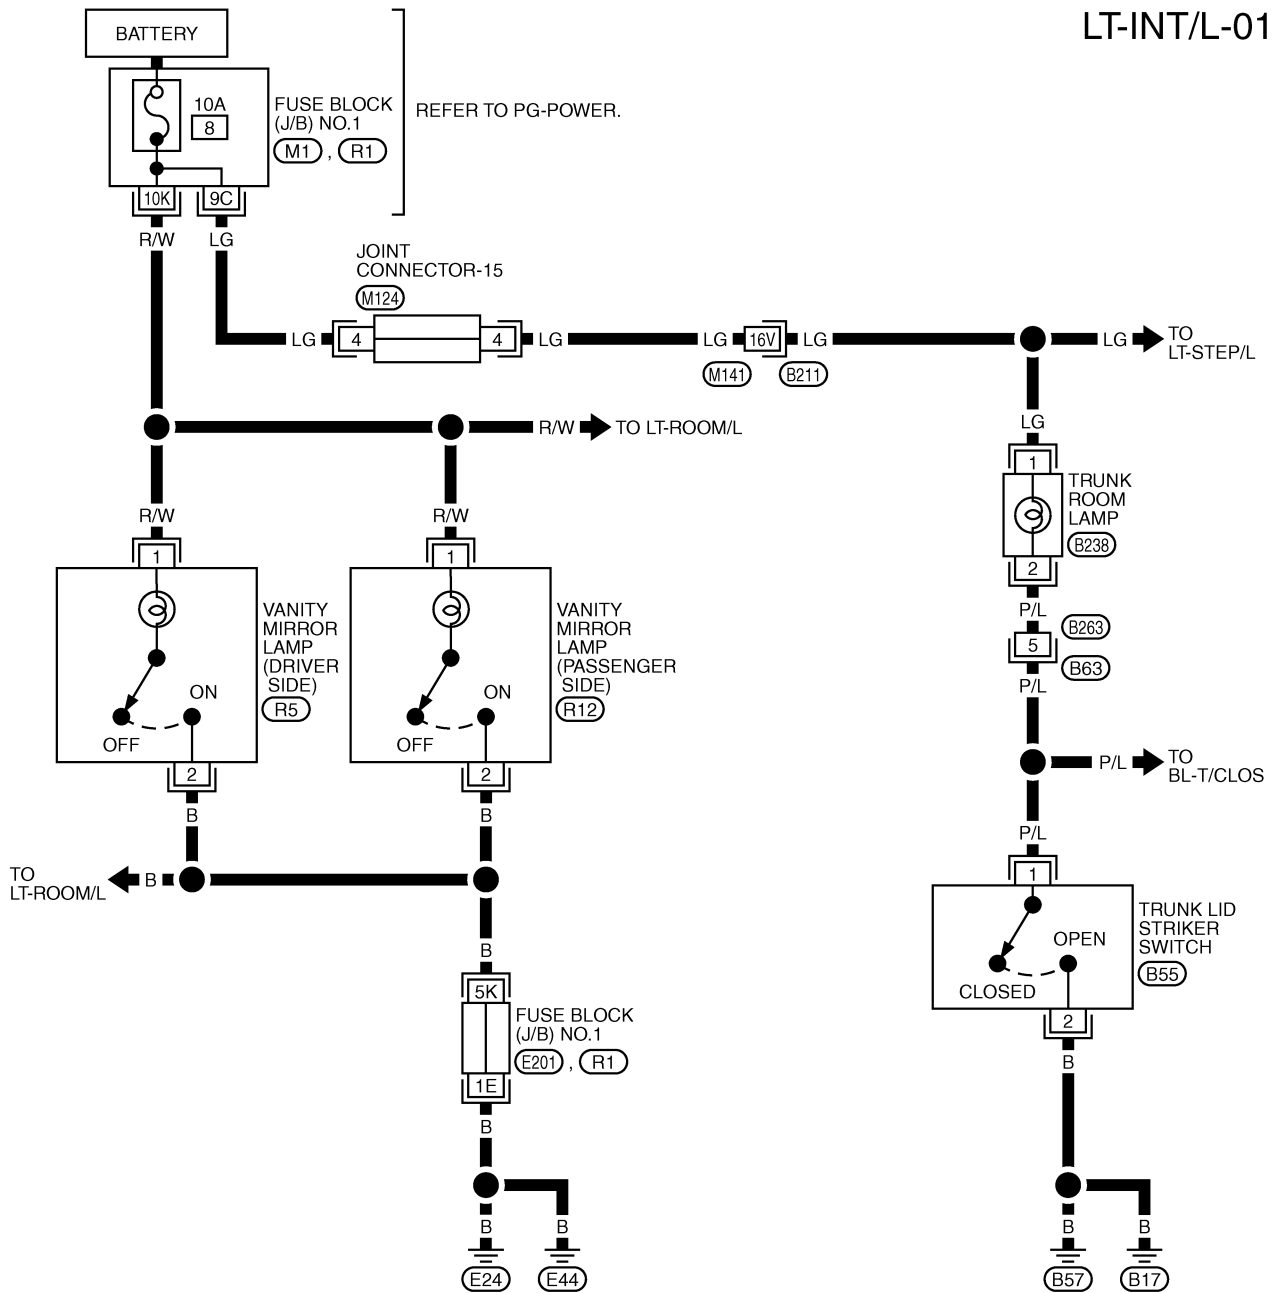 LT-INT/L-01
BATTERY
10A
8
FUSE BLOCK
(J/B) NO.1
M1 , R1
REFER TO PG-POWER.
10K
9C
R/W
LG
JOINT
CONNECTOR-15
M124
LG
4
4
LG
LG
16V
LG
M141
B211
LG
TO
LT-STEP/L
R/W
TO LT-ROOM/L
LG
1
TRUNK
ROOM
LAMP
B238
2
P/L
B263
5
B63
P/L
R/W
1
VANITY
MIRROR
LAMP
(DRIVER
SIDE)
R5
ON
OFF
2
B
R/W
1
VANITY
MIRROR
LAMP
(PASSENGER
SIDE)
R12
ON
OFF
2
B
P/L
TO
BL-T/CLOS
P/L
1
TRUNK LID
STRIKER
SWITCH
B55
OPEN
CLOSED
2
B
TO
LT-ROOM/L
B
B
5K
FUSE BLOCK
(J/B) NO.1
E201 , R1
1E
B
B
B
E24
E44
B
B
B57
B17